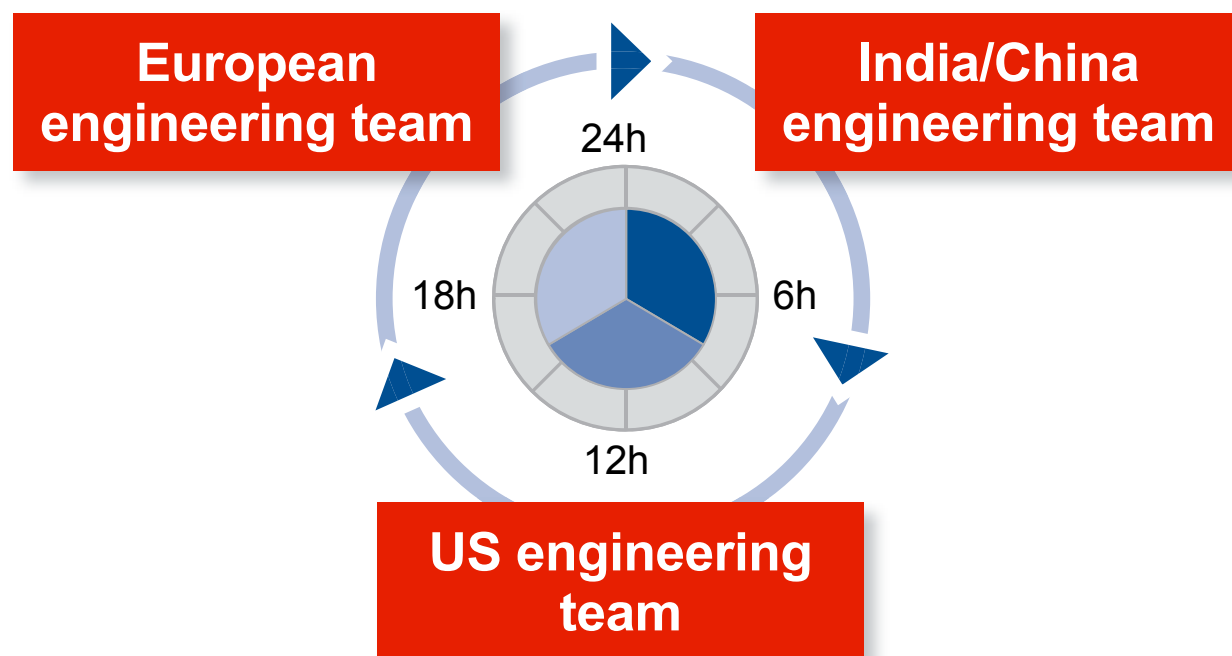 European
engineering team
India/China
engineering team
24h
18h
6h
12h
US engineering
team